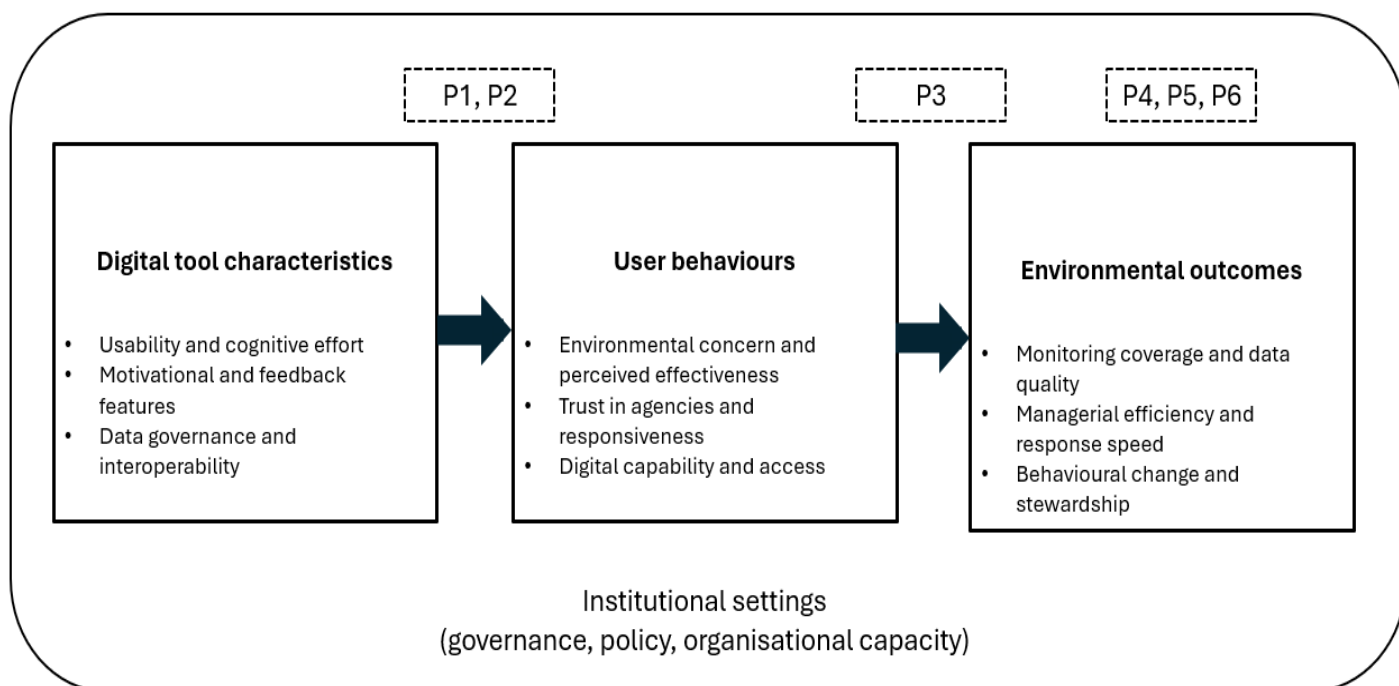 P1, P2
P3
P4, P5, P6
Digital tool characteristics
• Usability and cognitive effort
• Motivational and feedback
features
• Data governance and
interoperability
User behaviours
• Environmental concern and
perceived effectiveness
• Trust in agencies and
responsiveness
• Digital capability and access
Environmental outcomes
• Monitoring coverage and data
quality
• Managerial efficiency and
response speed
• Behavioural change and
stewardship
Institutional settings
(governance, policy, organisational capacity)